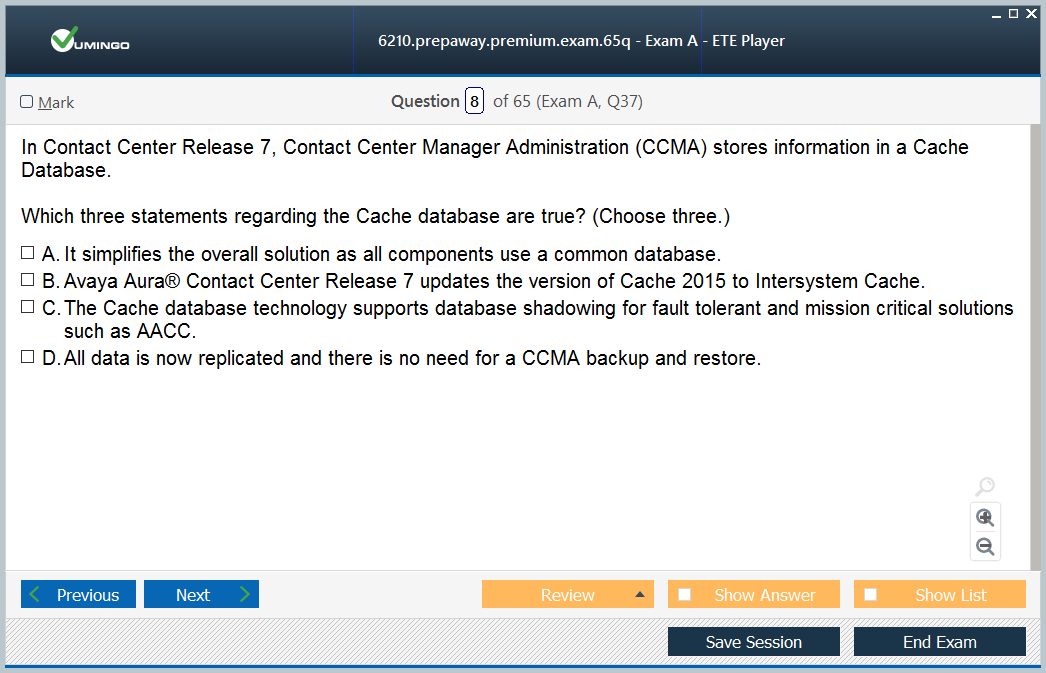 VUMINGO
6210.prepaway.premium.exam.65q - Exam A - ETE Player
Mark
Question 8 of 65 (Exam A, Q37)
In Contact Center Release 7, Contact Center Manager Administration (CCMA) stores information in a Cache
Database.
Which three statements regarding the Cache database are true? (Choose three.)
A. It simplifies the overall solution as all components use a common database.
B. Avaya Aura® Contact Center Release 7 updates the version of Cache 2015 to Intersystem Cache.
C. The Cache database technology supports database shadowing for fault tolerant and mission critical solutions
such as AACC.
D. All data is now replicated and there is no need for a CCMA backup and restore.
Previous
Next
Review
Show Answer
Show List
Save Session
End Exam